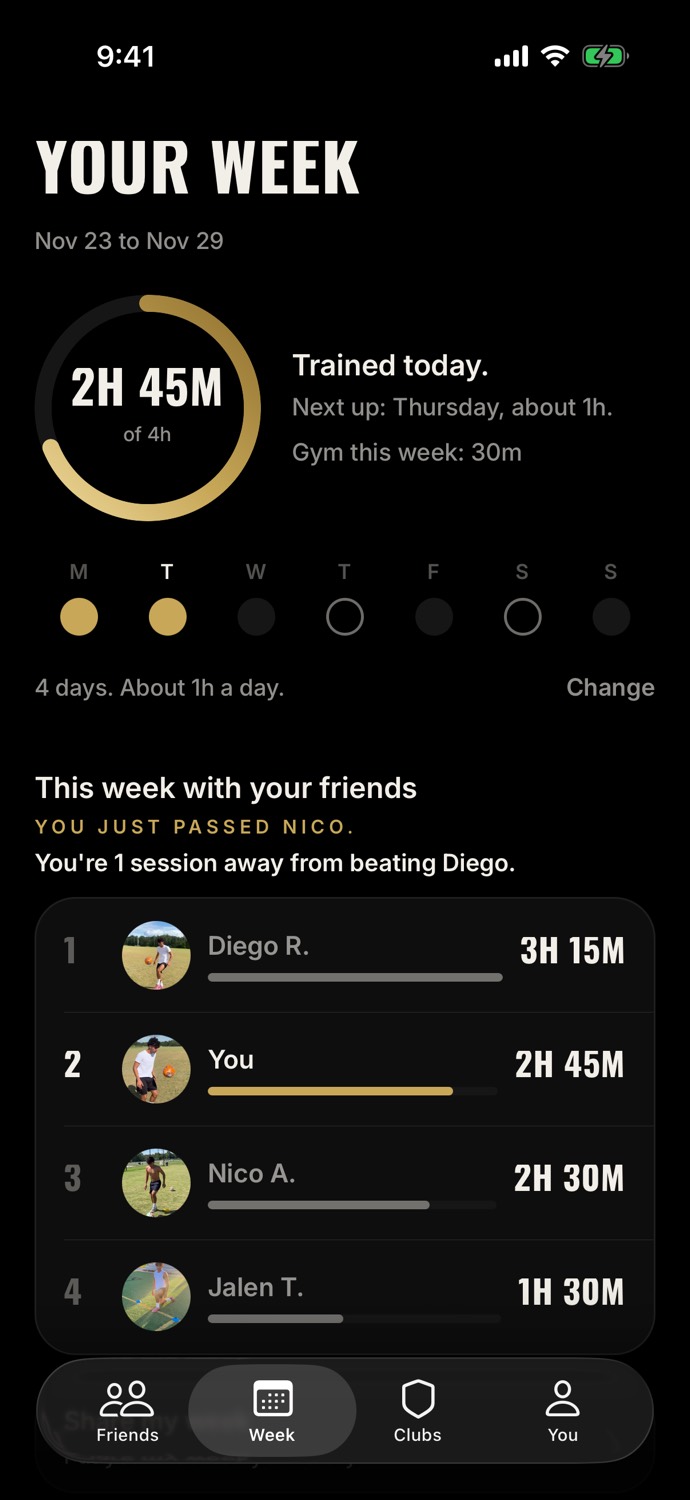 9:41
YOUR WEEK
Nov 23 to Nov 29
2H 45M
of 4h
Trained today.
Next up: Thursday, about 1h.
Gym this week: 30m
M T W T F S S
4 days. About 1h a day.
Change
This week with your friends
YOU JUST PASSED NICO.
You're 1 session away from beating Diego.
1 Diego R. 3H 15M
2 You 2H 45M
3 Nico A. 2H 30M
4 Jalen T. 1H 30M
Share my week
Friends Week Clubs You